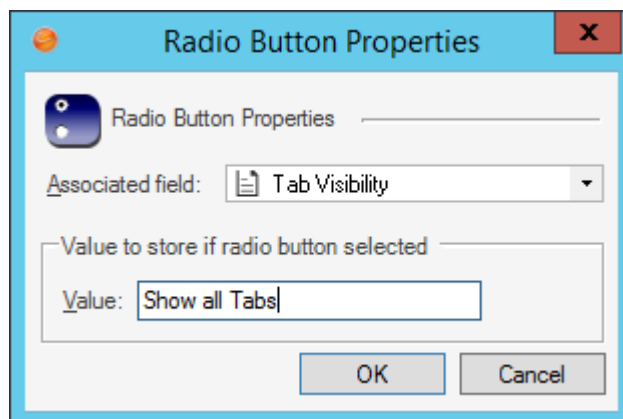 Radio Button Properties
x
Radio Button Properties
Associated field: Tab Visibility
Value to store if radio button selected
Value: Show all Tabs
OK Cancel